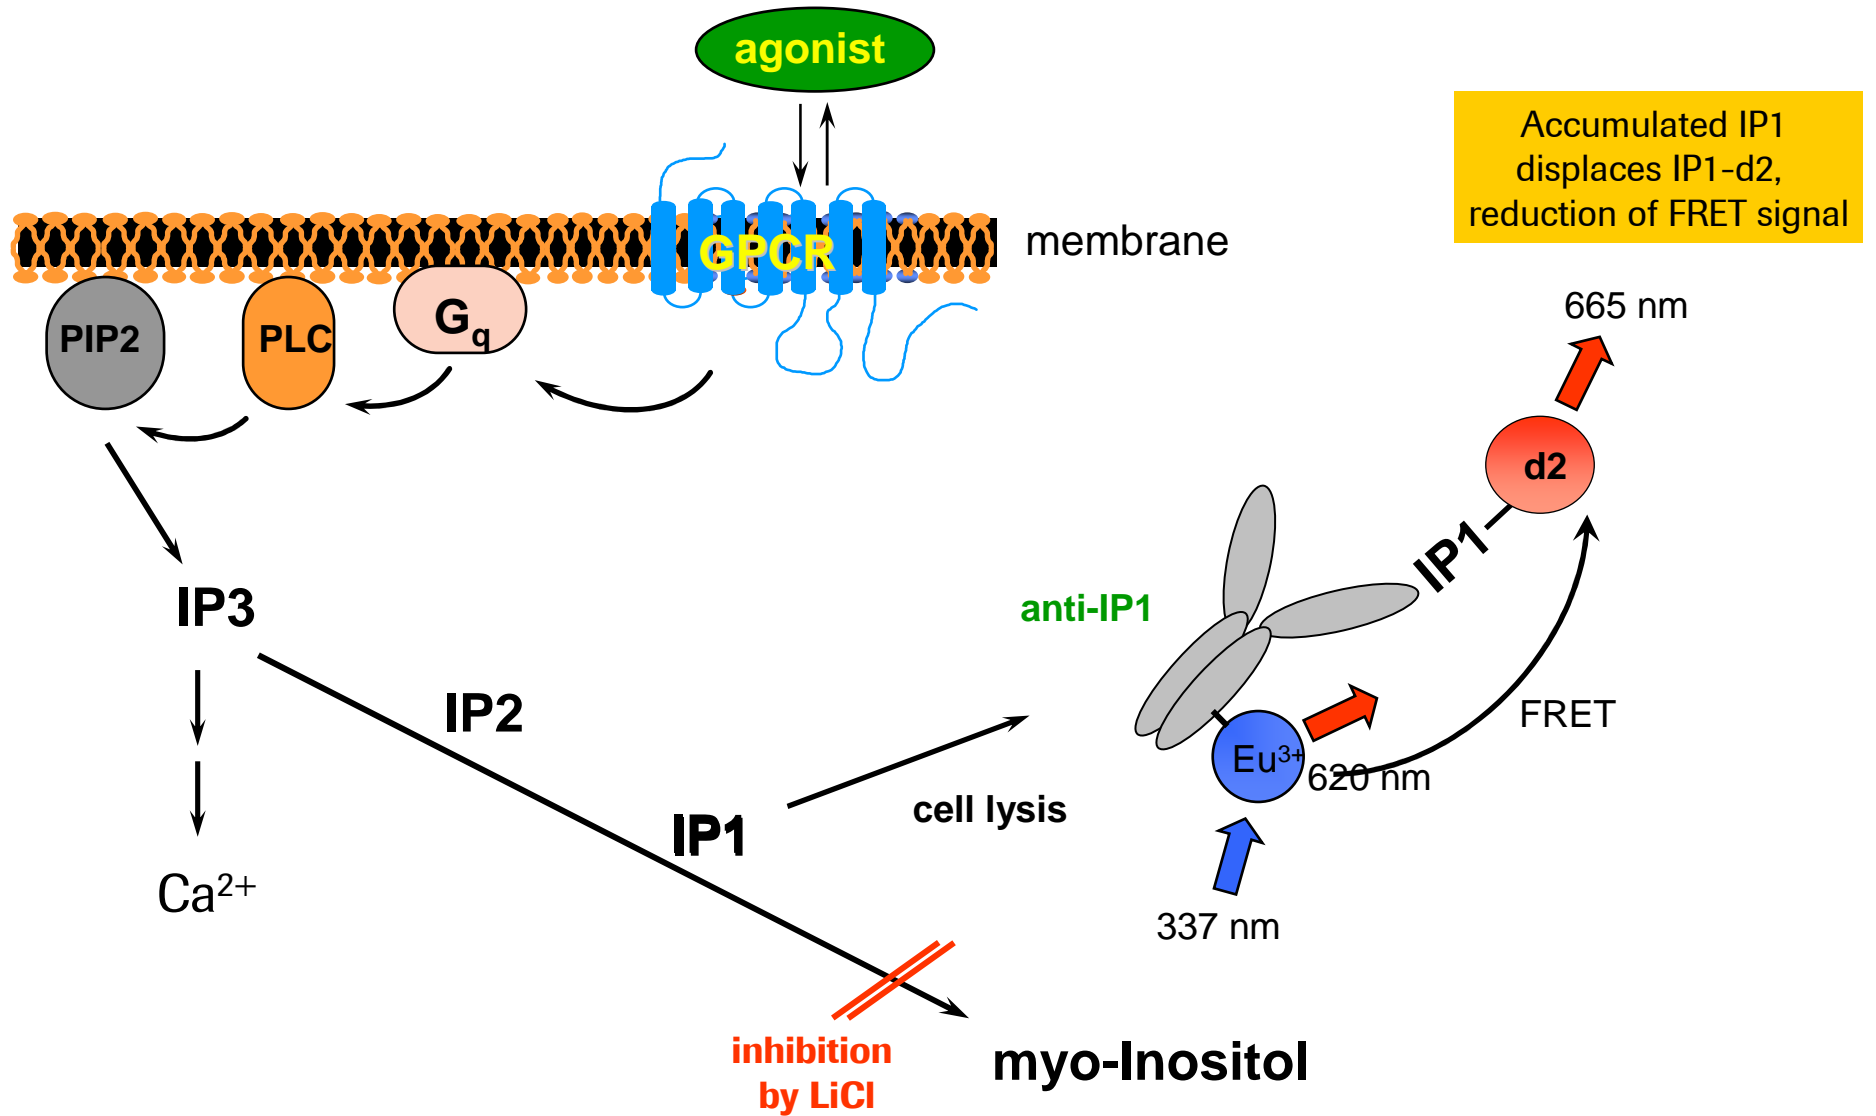 agonist
Accumulated IP1
displaces IP1-d2,
reduction of FRET signal
GPCR
membrane
PIP2
PLC
Gq
665 nm
d2
IP1
IP3
anti-IP1
IP2
FRET
Eu³⁺
620 nm
IP1
cell lysis
Ca²⁺
337 nm
inhibition
by LiCl
myo-Inositol